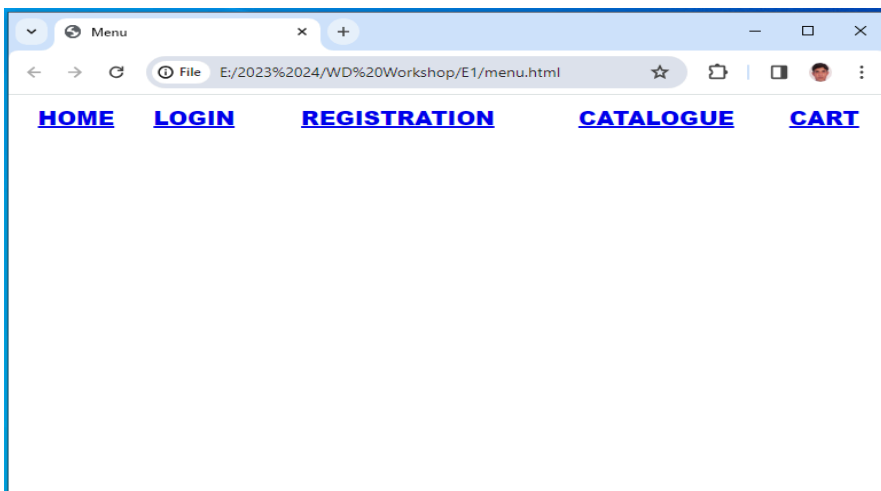 Menu
File E:/2023%2024/WD%20Workshop/E1/menu.html
HOME LOGIN REGISTRATION CATALOGUE CART